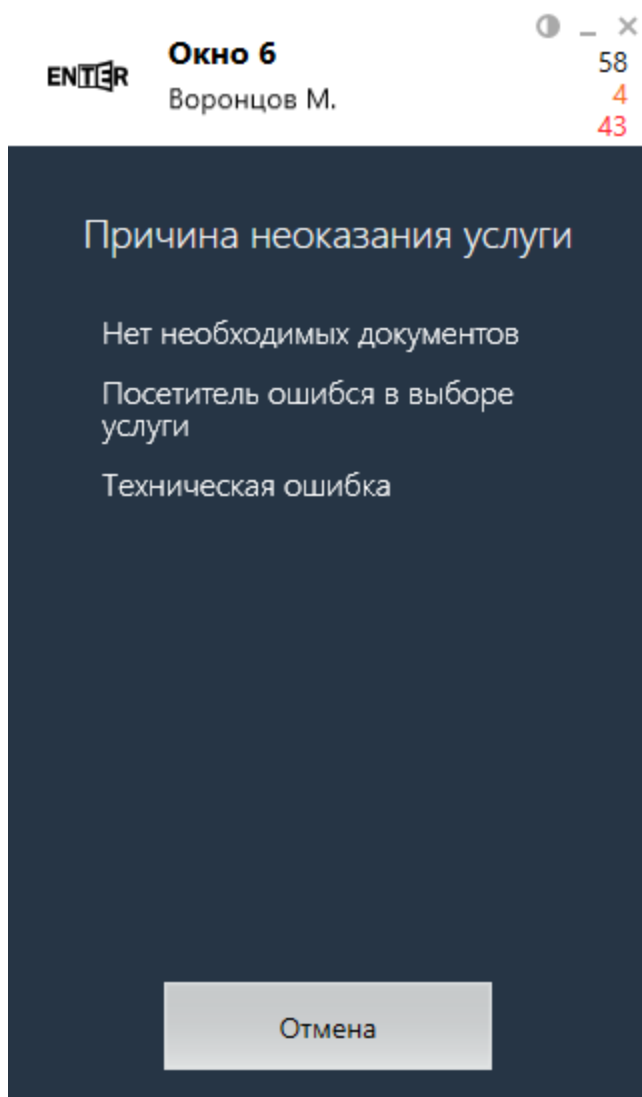 ENTER
Окно 6
Воронцов М.
58
4
43
Причина неоказания услуги
Нет необходимых документов
Посетитель ошибся в выборе
услуги
Техническая ошибка
Отмена